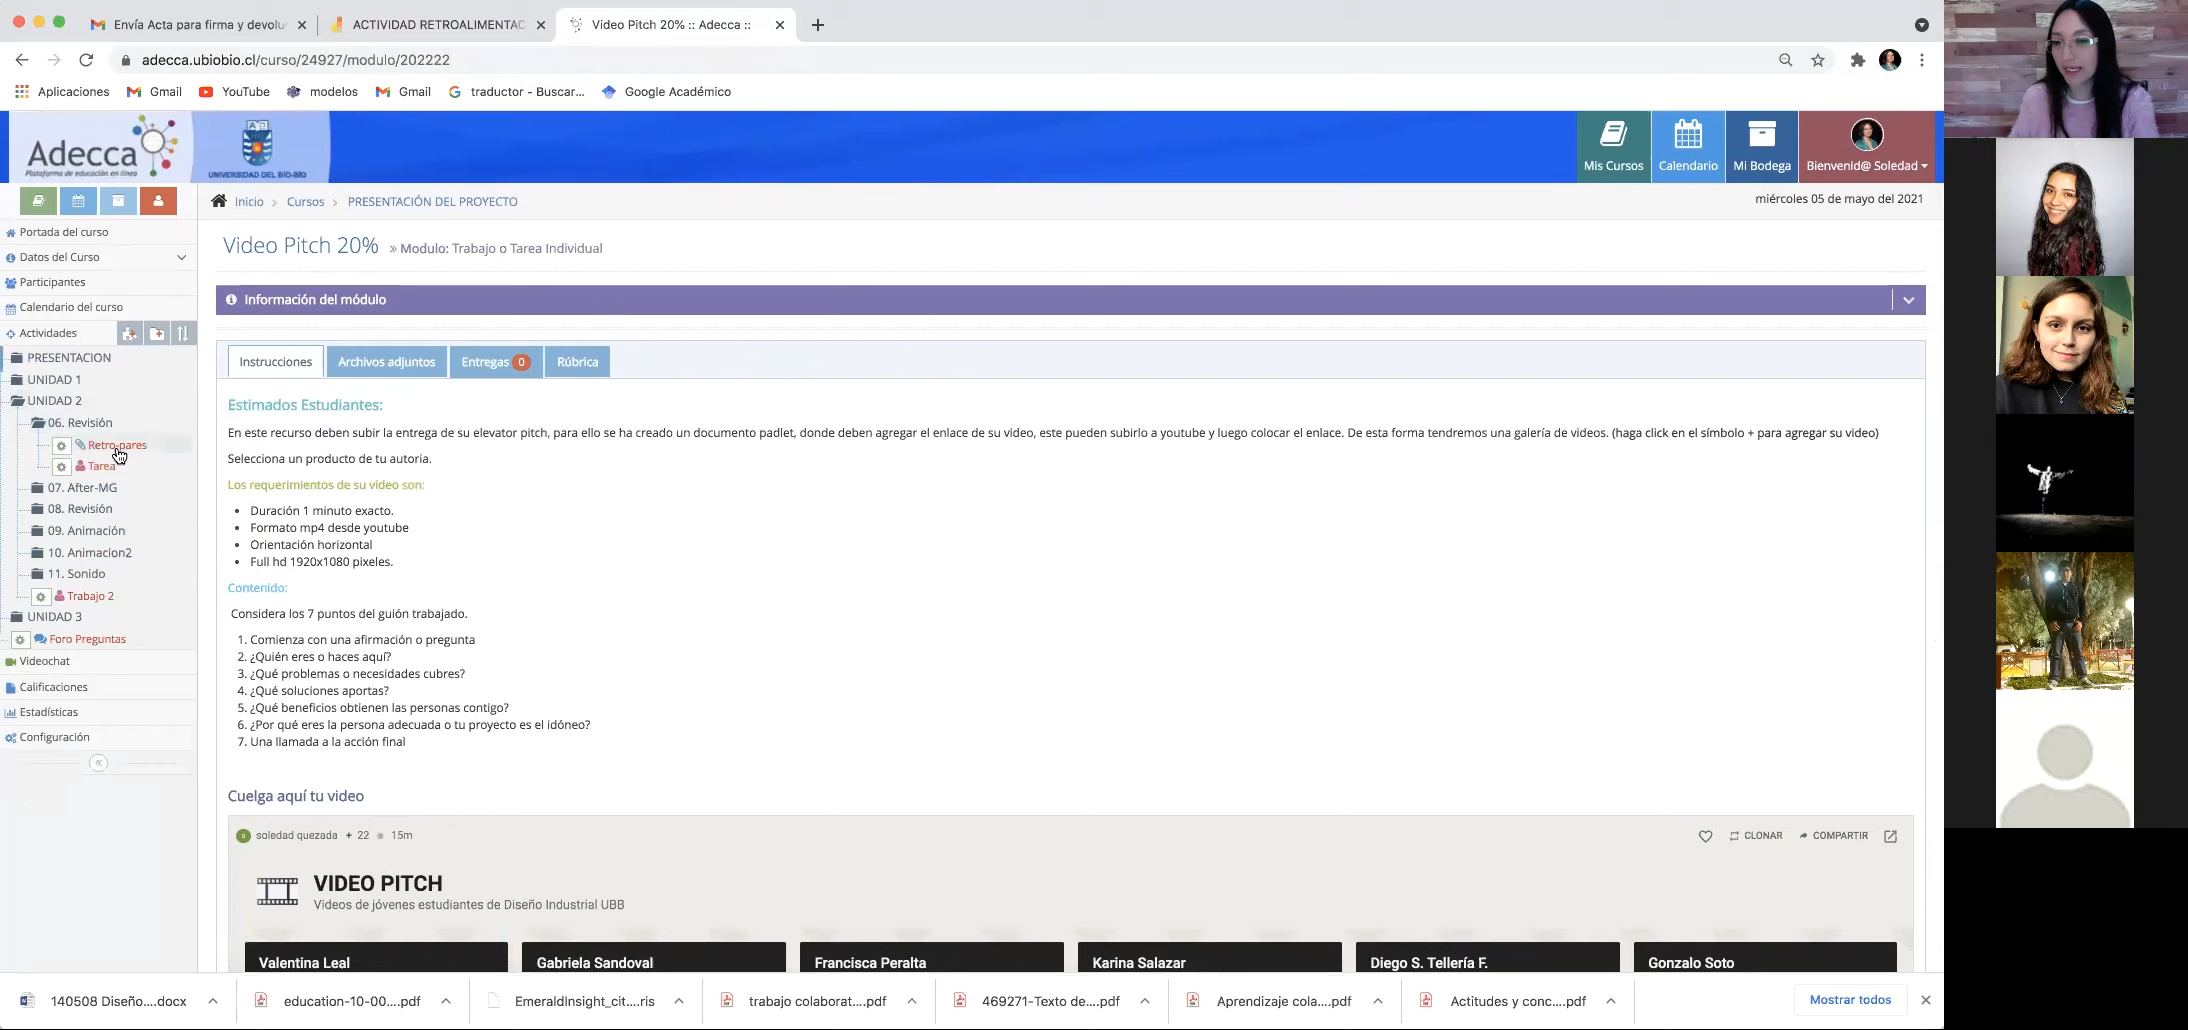 Envía Acta para firma y devolu
ACTIVIDAD RETROALIMENTAC
Video Pitch 20% :: Adecca ::
adecca.ubiobio.cl/curso/24927/modulo/202222
Aplicaciones
Gmail
YouTube
modelos
Gmail
traductor - Buscar...
Google Académico
Adecca
Plataforma de educación en línea
UNIVERSIDAD DEL BÍO-BÍO
Mis Cursos
Calendario
Mi Bodega
Bienvenid@ Soledad
Inicio
Cursos
PRESENTACIÓN DEL PROYECTO
miércoles 05 de mayo del 2021
Portada del curso
Datos del Curso
Participantes
Calendario del curso
Actividades
PRESENTACION
UNIDAD 1
UNIDAD 2
06. Revisión
Retro-pares
Tarea
07. After-MG
08. Revisión
09. Animación
10. Animacion2
11. Sonido
Trabajo 2
UNIDAD 3
Foro Preguntas
Videochat
Calificaciones
Estadísticas
Configuración
Video Pitch 20% » Modulo: Trabajo o Tarea Individual
Información del módulo
Instrucciones
Archivos adjuntos
Entregas 0
Rúbrica
Estimados Estudiantes:
En este recurso deben subir la entrega de su elevator pitch, para ello se ha creado un documento padlet, donde deben agregar el enlace de su video, este pueden subirlo a youtube y luego colocar el enlace. De esta forma tendremos una galería de videos. (haga click en el símbolo + para agregar su video)
Selecciona un producto de tu autoria.
Los requerimientos de su video son:
• Duración 1 minuto exacto.
• Formato mp4 desde youtube
• Orientación horizontal
• Full hd 1920x1080 pixeles.
Contenido:
Considera los 7 puntos del guión trabajado.
1. Comienza con una afirmación o pregunta
2. ¿Quién eres o haces aquí?
3. ¿Qué problemas o necesidades cubres?
4. ¿Qué soluciones aportas?
5. ¿Qué beneficios obtienen las personas contigo?
6. ¿Por qué eres la persona adecuada o tu proyecto es el idóneo?
7. Una llamada a la acción final
Cuelga aquí tu video
s soledad quezada + 22 15m
CLONAR
COMPARTIR
VIDEO PITCH
Videos de jóvenes estudiantes de Diseño Industrial UBB
Valentina Leal
Gabriela Sandoval
Francisca Peralta
Karina Salazar
Diego S. Tellería F.
Gonzalo Soto
140508 Diseño....docx
education-10-00....pdf
EmeraldInsight_cit....ris
trabajo colaborat....pdf
469271-Texto de....pdf
Aprendizaje cola....pdf
Actitudes y conc....pdf
Mostrar todos